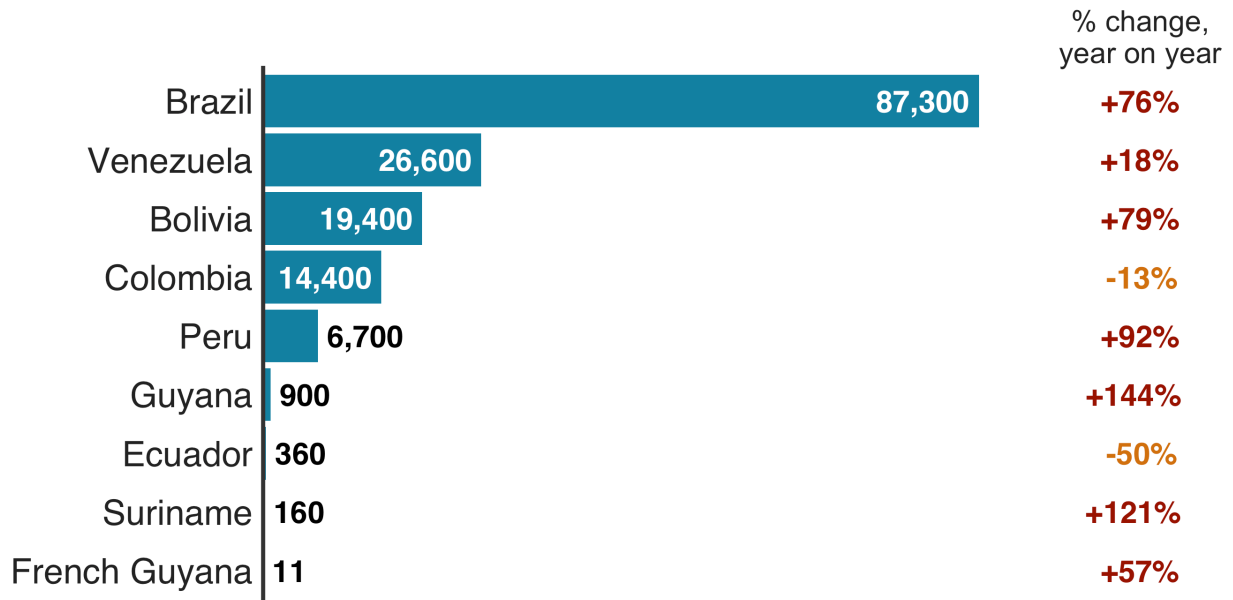 % change,
year on year
Brazil 87,300 +76%
Venezuela 26,600 +18%
Bolivia 19,400 +79%
Colombia 14,400 -13%
Peru 6,700 +92%
Guyana 900 +144%
Ecuador 360 -50%
Suriname 160 +121%
French Guyana 11 +57%